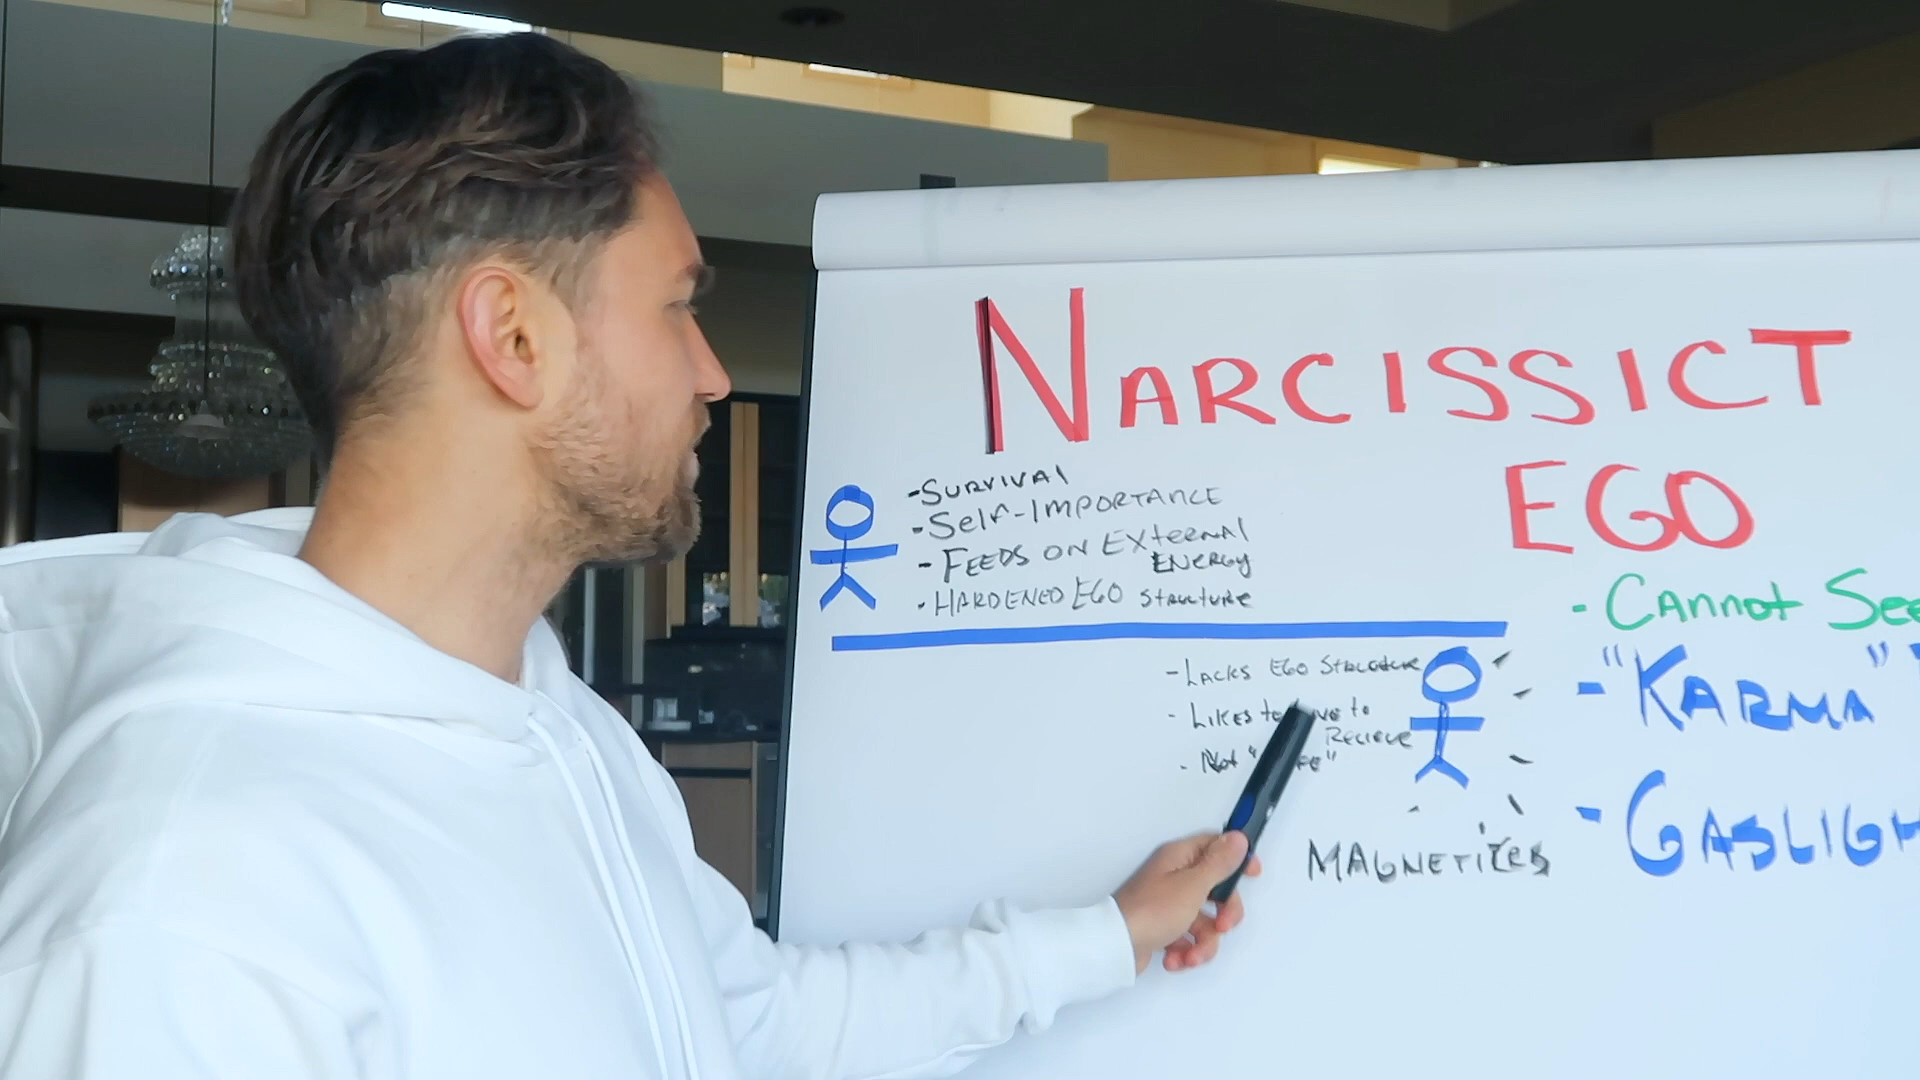 NARCISSICT
EGO
-SURVIVAl
-Self-IMPORTANCE
-FEEDS ON EXternal
ENERGY
-HARDENED EGO Structure
-LACKS EGO Structure
-LIKES to
to
RECIEVE
-Not
MAGNETIZES
-Cannot See
-"KARMA"
-GASLIGH